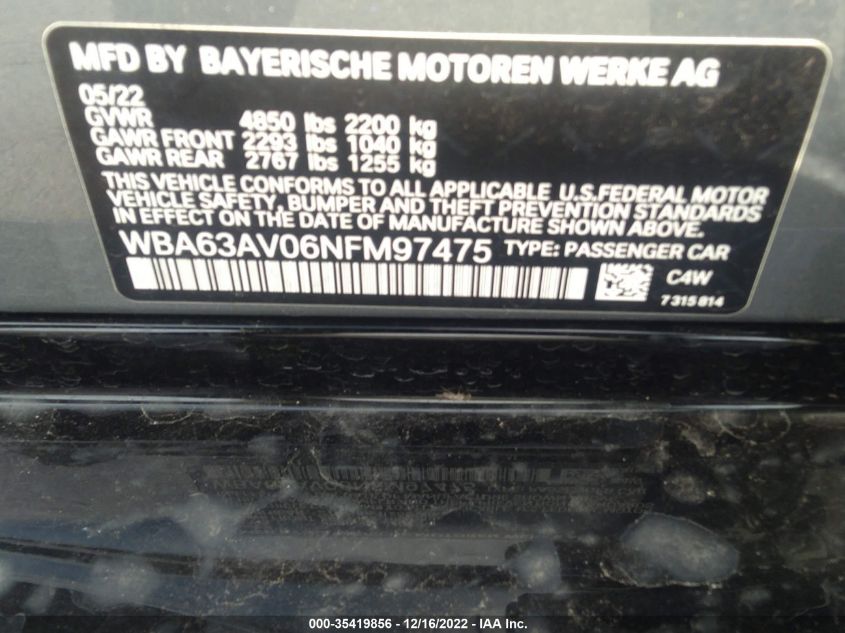 MFD BY BAYERISCHE MOTOREN WERKE AG
05/22
GVWR 4850 lbs 2200 kg
GAWR FRONT 2293 lbs 1040 kg
GAWR REAR 2767 lbs 1255 kg
THIS VEHICLE CONFORMS TO ALL APPLICABLE U.S.FEDERAL MOTOR
VEHICLE SAFETY, BUMPER AND THEFT PREVENTION STANDARDS
IN EFFECT ON THE DATE OF MANUFACTURE SHOWN ABOVE.
WBA63AV06NFM97475 TYPE: PASSENGER CAR
C4W
7315814
000-35419856 - 12/16/2022 - IAA Inc.